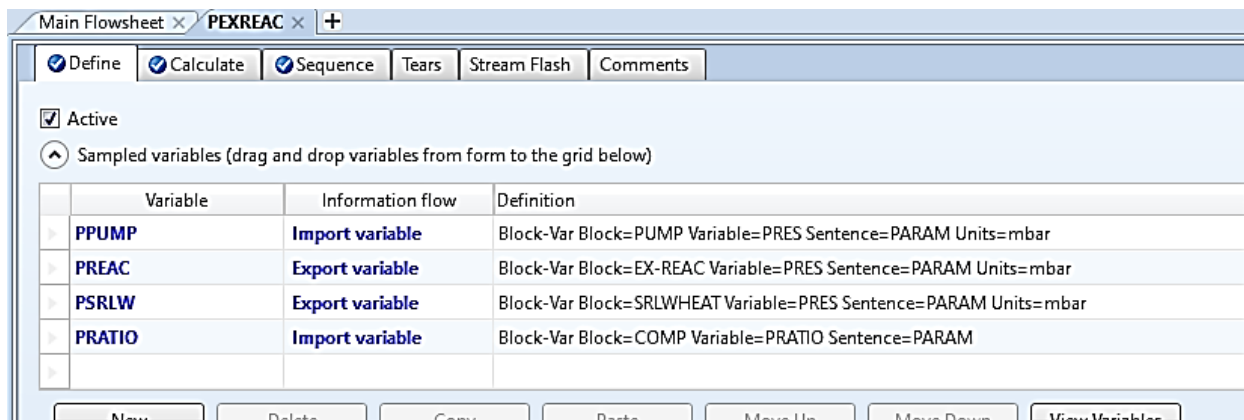 Main Flowsheet × PEXREAC × +
Define Calculate Sequence Tears Stream Flash Comments
Active
Sampled variables (drag and drop variables from form to the grid below)
Variable Information flow Definition
PPUMP Import variable Block-Var Block=PUMP Variable=PRES Sentence=PARAM Units=mbar
PREAC Export variable Block-Var Block=EX-REAC Variable=PRES Sentence=PARAM Units=mbar
PSRLW Export variable Block-Var Block=SRLWHEAT Variable=PRES Sentence=PARAM Units=mbar
PRATIO Import variable Block-Var Block=COMP Variable=PRATIO Sentence=PARAM
New Delete Copy Paste Move Up Move Down View Variables